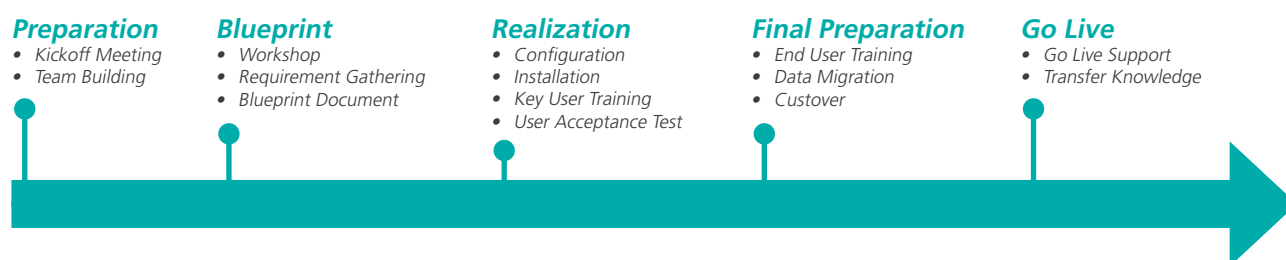 Preparation
• Kickoff Meeting
• Team Building
Blueprint
• Workshop
• Requirement Gathering
• Blueprint Document
Realization
• Configuration
• Installation
• Key User Training
• User Acceptance Test
Final Preparation
• End User Training
• Data Migration
• Custover
Go Live
• Go Live Support
• Transfer Knowledge